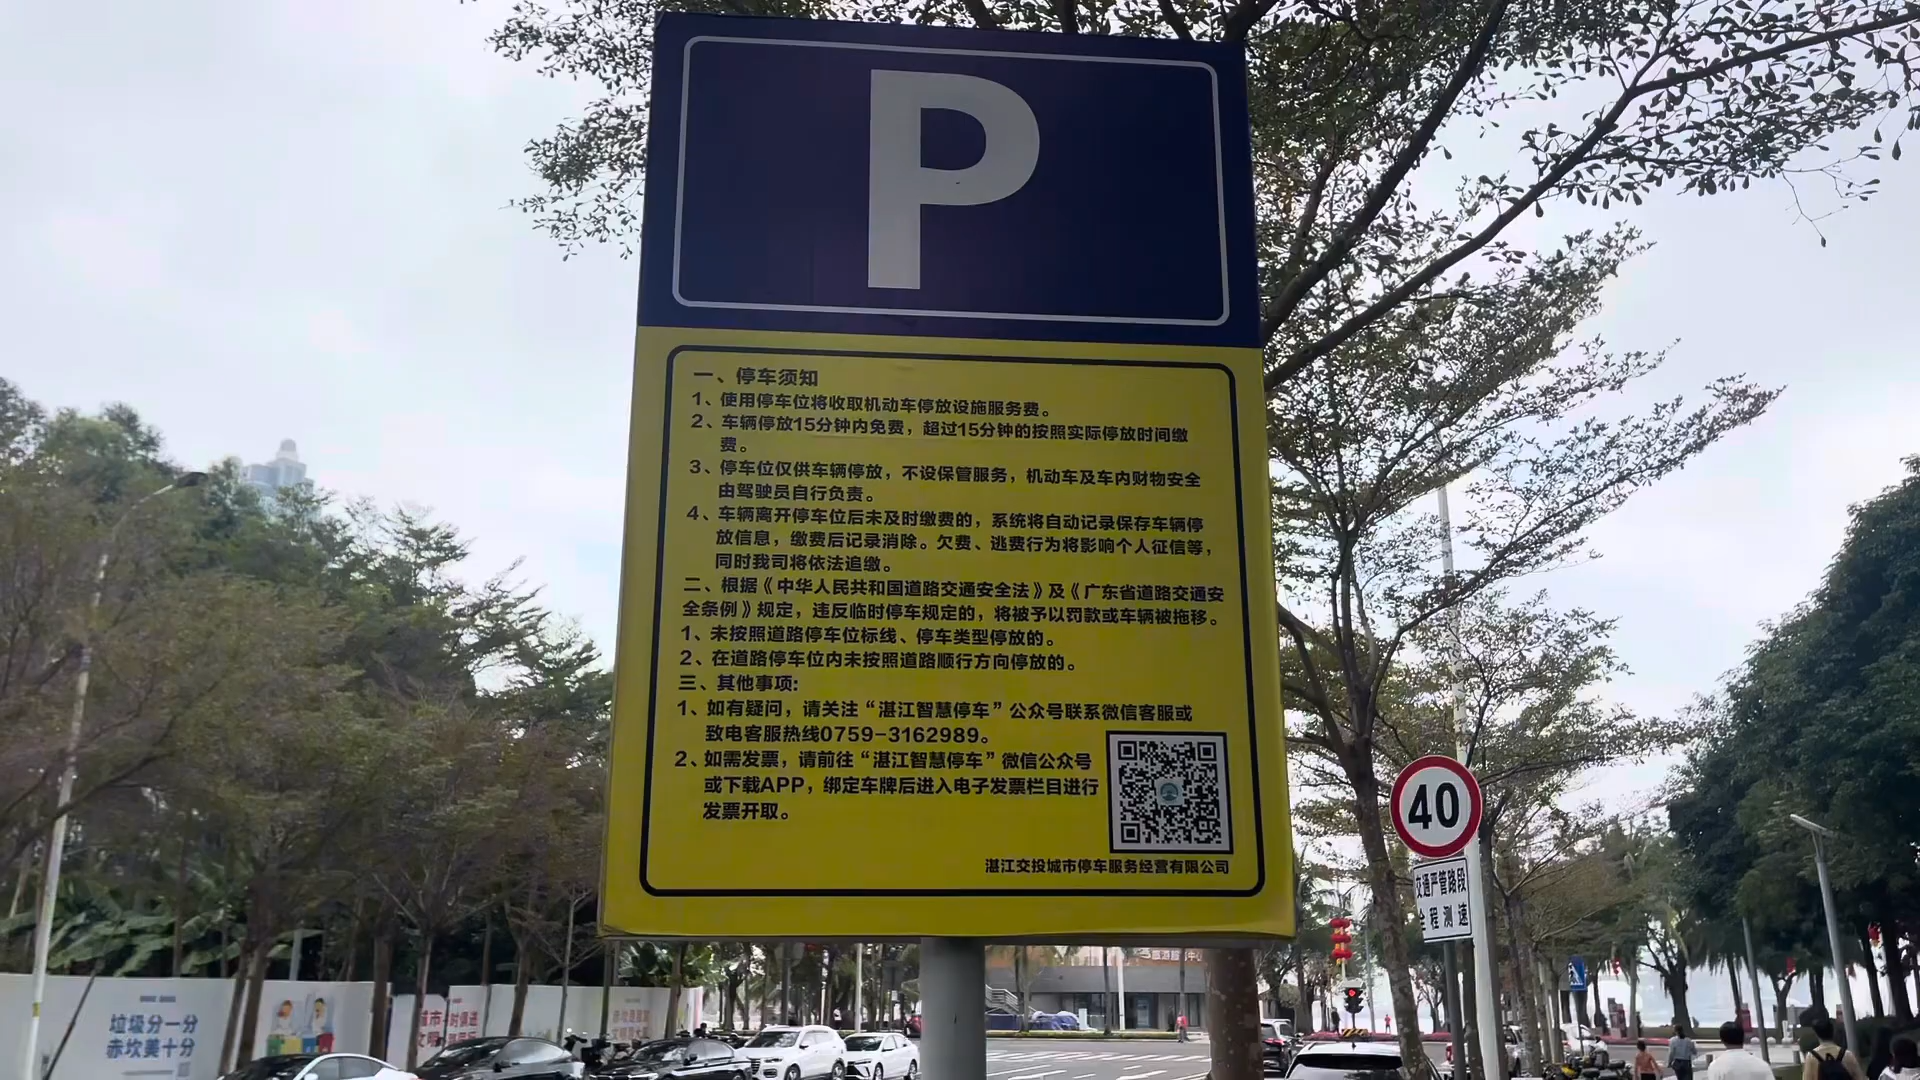 P
一、停车须知
1、使用停车位将收取机动车停放设施服务费。
2、车辆停放15分钟内免费，超过15分钟的按照实际停放时间缴
费。
3、停车位仅供车辆停放，不设保管服务，机动车及车内财物安全
由驾驶员自行负责。
4、车辆离开停车位后未及时缴费的，系统将自动记录保存车辆停
放信息，缴费后记录消除。欠费、逃费行为将影响个人征信等，
同时我司将依法追缴。
二、根据《中华人民共和国道路交通安全法》及《广东省道路交通安
全条例》规定，违反临时停车规定的，将被予以罚款或车辆被拖移。
1、未按照道路停车位标线、停车类型停放的。
2、在道路停车位内未按照道路顺行方向停放的。
三、其他事项:
1、如有疑问，请关注“湛江智慧停车”公众号联系微信客服或
致电客服热线0759-3162989。
2、如需发票，请前往“湛江智慧停车”微信公众号
或下载APP，绑定车牌后进入电子发票栏目进行
发票开取。
湛江交投城市停车服务经营有限公司
40
交通严管路段
全程测速
垃圾分一分
赤坎美十分